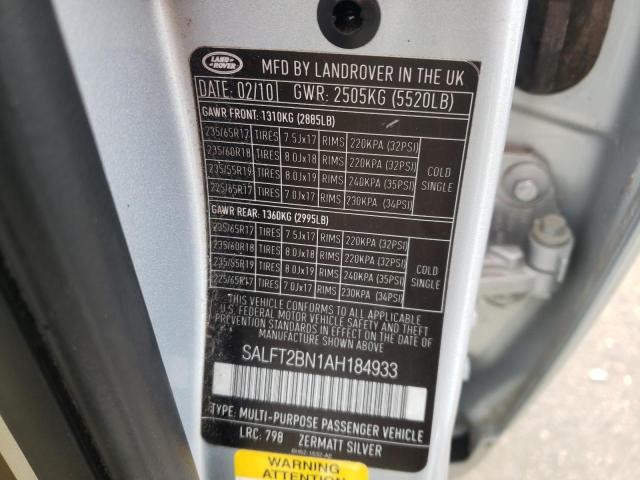 LAND ROVER
MFD BY LANDROVER IN THE UK
DATE: 02/10 GWR: 2505KG (5520LB)
GAWR FRONT: 1310KG (2885LB)
235/65R17 TIRES 7.5Jx17 RIMS 220KPA (32PSI)
235/60R18 TIRES 8.0Jx18 RIMS 220KPA (32PSI) COLD
235/55R19 TIRES 8.0Jx19 RIMS 240KPA (35PSI) SINGLE
225/65R17 TIRES 7.0Jx17 RIMS 230KPA (34PSI)
GAWR REAR: 1360KG (2995LB)
235/65R17 TIRES 7.5Jx17 RIMS 220KPA (32PSI)
235/60R18 TIRES 8.0Jx18 RIMS 220KPA (32PSI) COLD
235/55R19 TIRES 8.0Jx19 RIMS 240KPA (35PSI) SINGLE
225/65R17 TIRES 7.0Jx17 RIMS 230KPA (34PSI)
THIS VEHICLE CONFORMS TO ALL APPLICABLE
U.S. FEDERAL MOTOR VEHICLE SAFETY AND THEFT
PREVENTION STANDARDS IN EFFECT ON THE DATE OF
MANUFACTURE SHOWN ABOVE
SALFT2BN1AH184933
TYPE: MULTI-PURPOSE PASSENGER VEHICLE
LRC: 798 ZERMATT SILVER
WARNING
ATTENTION